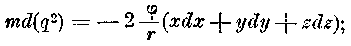 md(q²) = — 2 φ/r (xdx + ydy + zdz);